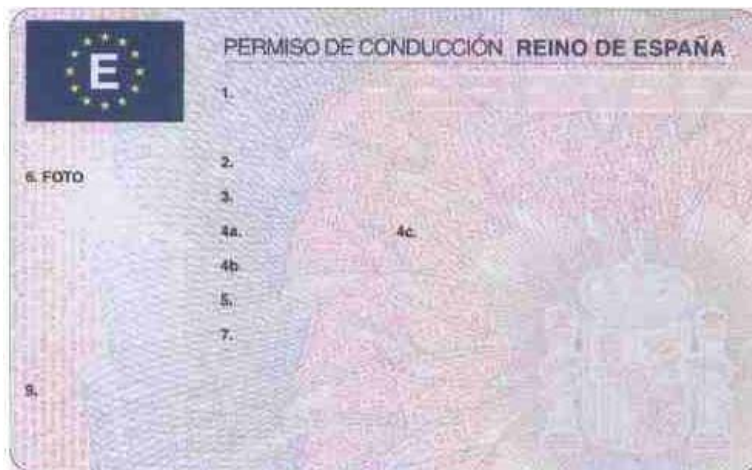 E
PERMISO DE CONDUCCIÓN REINO DE ESPAÑA
1.
2.
6. FOTO
3.
4a. 4c.
4b
5.
7.
9.